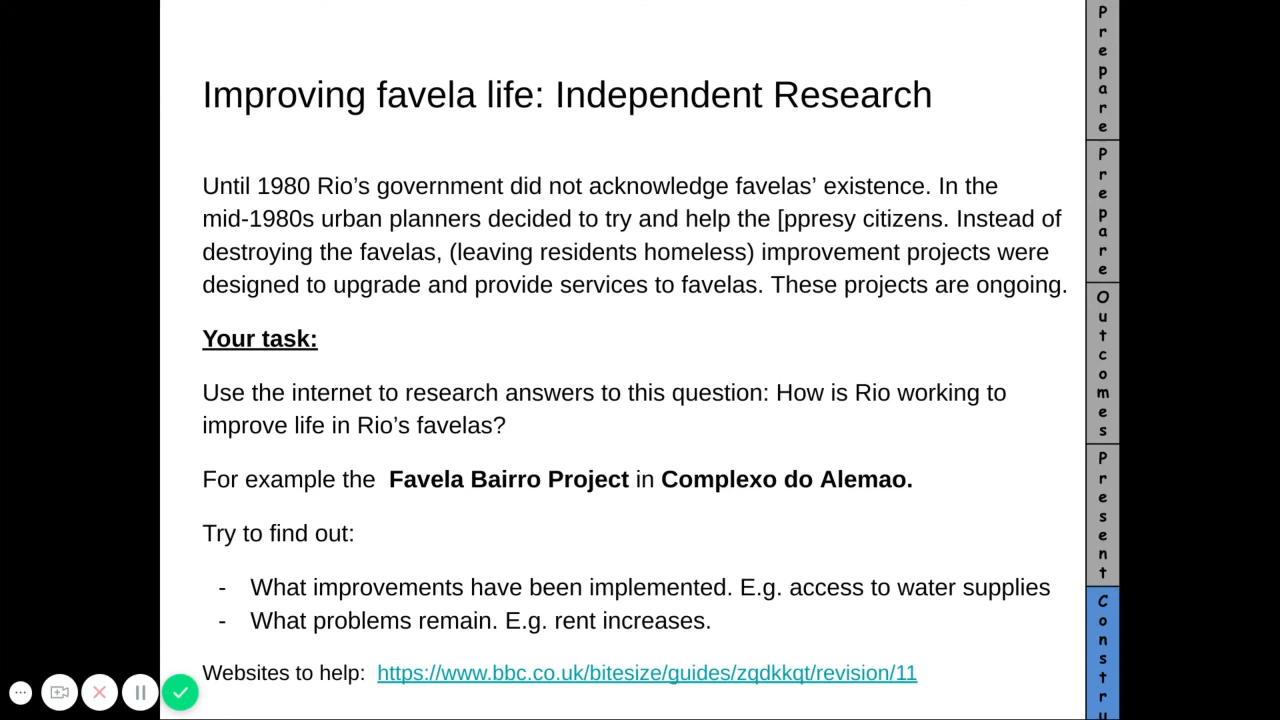 Improving favela life: Independent Research
Until 1980 Rio’s government did not acknowledge favelas’ existence. In the
mid-1980s urban planners decided to try and help the [ppresy citizens. Instead of
destroying the favelas, (leaving residents homeless) improvement projects were
designed to upgrade and provide services to favelas. These projects are ongoing.
Your task:
Use the internet to research answers to this question: How is Rio working to
improve life in Rio’s favelas?
For example the  Favela Bairro Project in Complexo do Alemao.
Try to find out:
- What improvements have been implemented. E.g. access to water supplies
- What problems remain. E.g. rent increases.
Websites to help:  https://www.bbc.co.uk/bitesize/guides/zqdkkqt/revision/11
Prepare
Prepare
Outcomes
Present
Constru